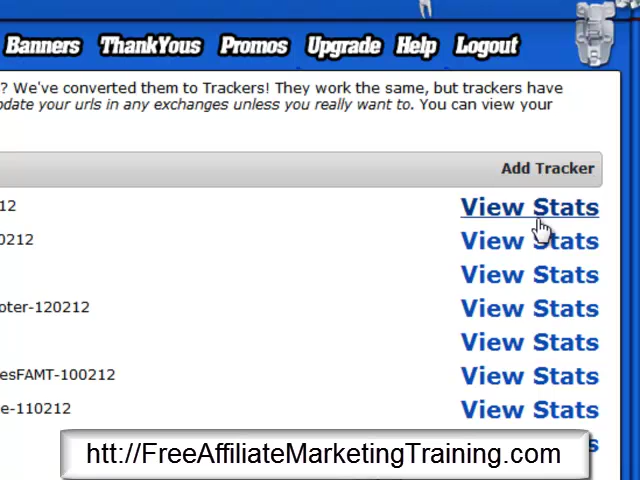 Banners ThankYous Promos Upgrade Help Logout
? We've converted them to Trackers! They work the same, but trackers have
pdate your urls in any exchanges unless you really want to. You can view your
Add Tracker
12 View Stats
0212 View Stats
View Stats
oter-120212 View Stats
View Stats
esFAMT-100212 View Stats
e-110212 View Stats
htt://FreeAffiliateMarketingTraining.com